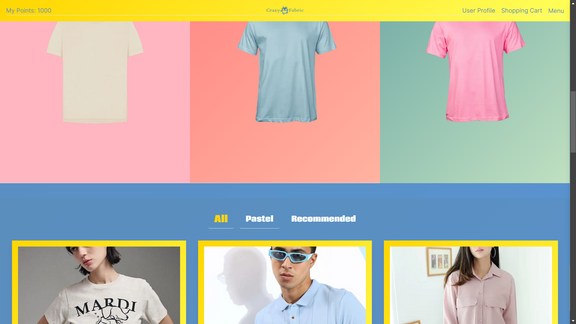 My Points: 1000
Crazy Fabric
User Profile Shopping Cart Menu
All Pastel Recommended
MARDI